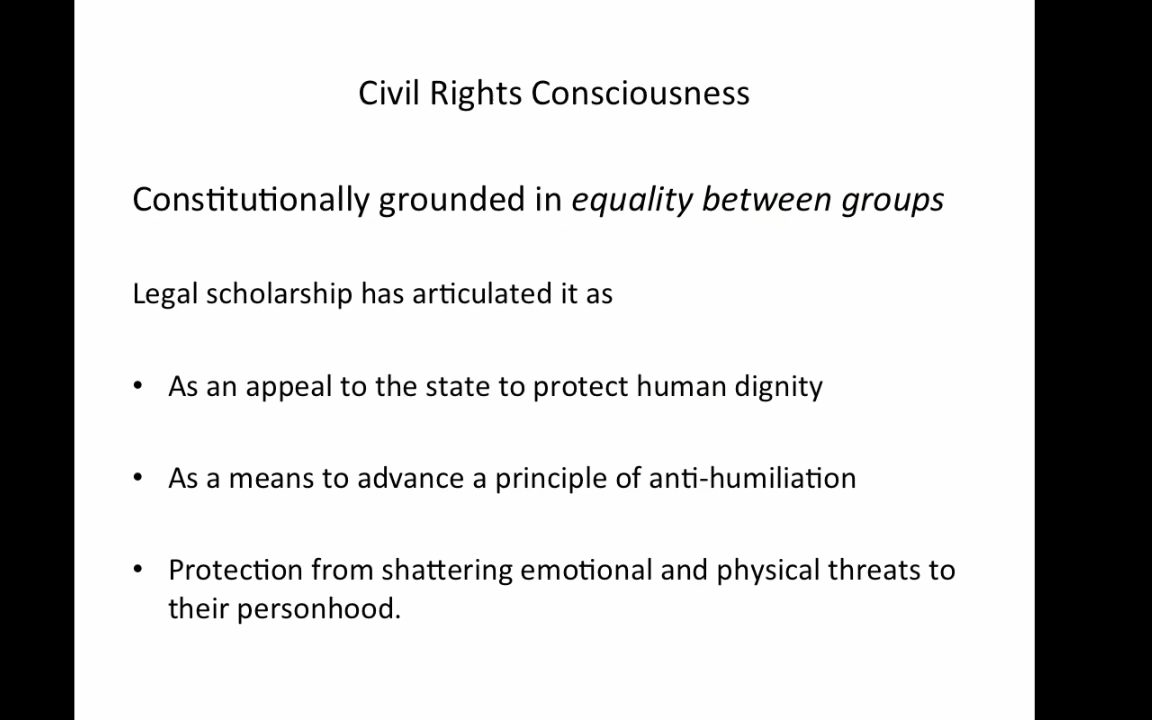 Civil Rights Consciousness
Constitutionally grounded in equality between groups
Legal scholarship has articulated it as
• As an appeal to the state to protect human dignity
• As a means to advance a principle of anti-humiliation
• Protection from shattering emotional and physical threats to
their personhood.